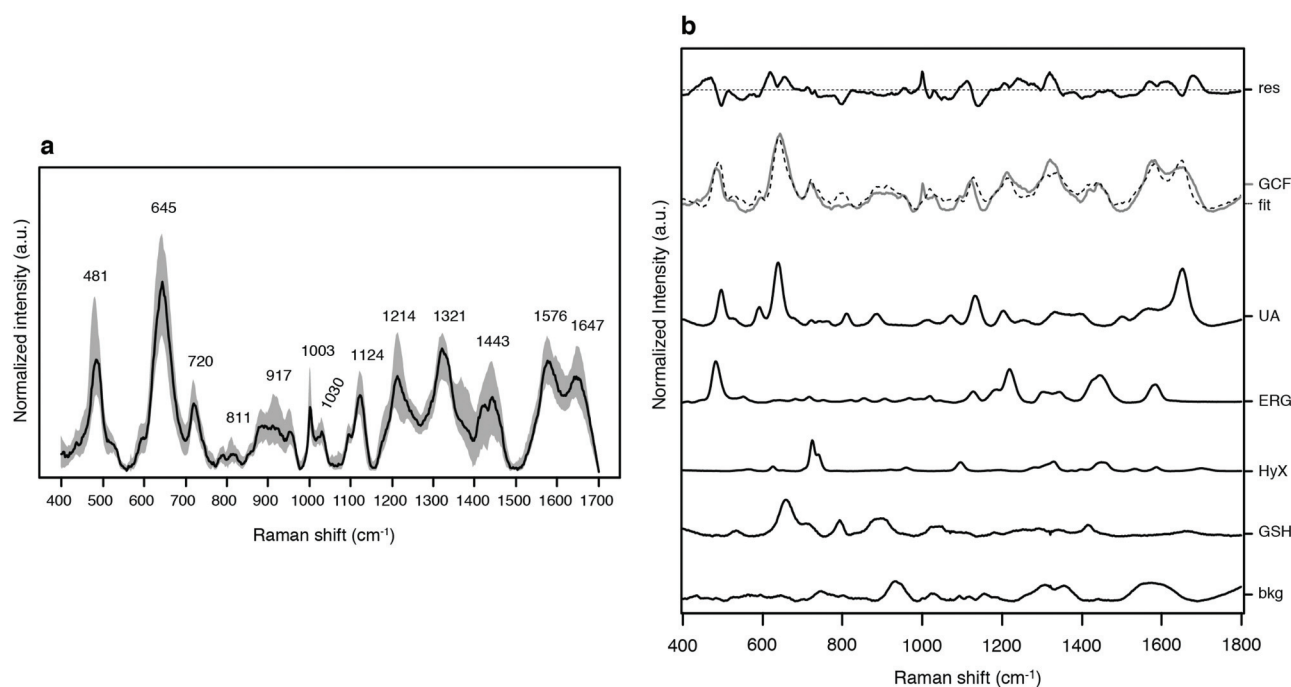 a
Normalized intensity (a.u.)
481
645
720
811
917
1003
1030
1124
1214
1321
1443
1576
1647
400 500 600 700 800 900 1000 1100 1200 1300 1400 1500 1600 1700
Raman shift (cm⁻¹)
b
Normalized Intensity (a.u.)
res
GCF
fit
UA
ERG
HyX
GSH
bkg
400 600 800 1000 1200 1400 1600 1800
Raman shift (cm⁻¹)